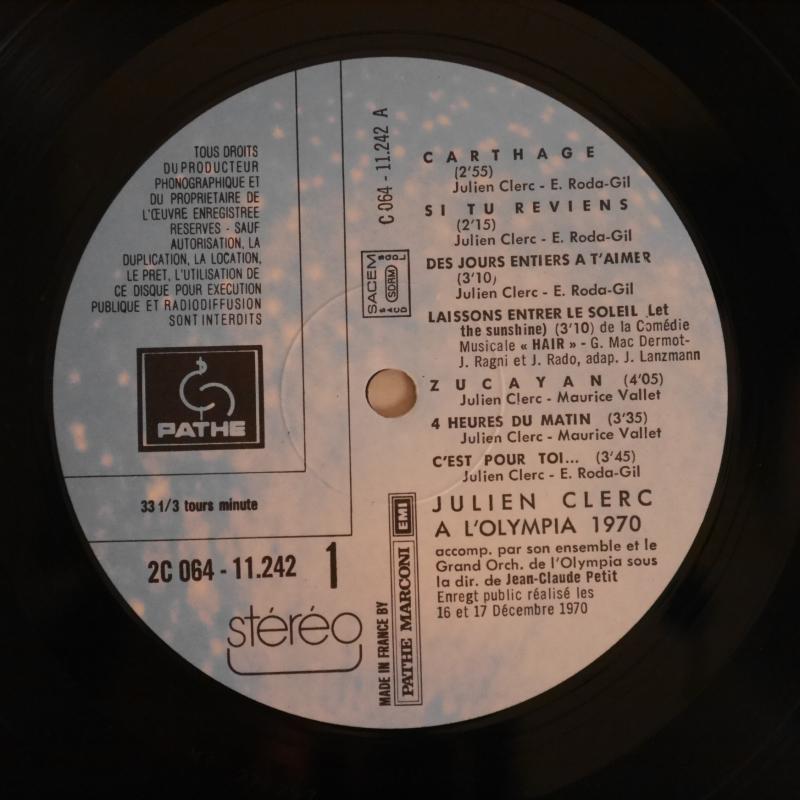 TOUS DROITS
DU PRODUCTEUR
PHONOGRAPHIQUE ET
DU PROPRIETAIRE DE
L'ŒUVRE ENREGISTREE
RESERVES - SAUF
AUTORISATION, LA
DUPLICATION, LA LOCATION,
LE PRET, L'UTILISATION DE
CE DISQUE POUR EXECUTION
PUBLIQUE ET RADIODIFFUSION
SONT INTERDITS
PATHE
33 1/3 tours minute
2C 064 - 11.242 1
stéréo
C 064 - 11.242 A
SACEM
SDRM
SACD
SGDL
MADE IN FRANCE BY
PATHE MARCONI EMI
CARTHAGE
(2'55)
Julien Clerc - E. Roda-Gil
SI TU REVIENS
(2'15)
Julien Clerc - E. Roda-Gil
DES JOURS ENTIERS A T'AIMER
(3'10)
Julien Clerc - E. Roda-Gil
LAISSONS ENTRER LE SOLEIL (Let
the sunshine) (3'10) de la Comédie
Musicale « HAIR » - G. Mac Dermot-
J. Ragni et J. Rado, adap. J. Lanzmann
ZUCAYAN (4'05)
Julien Clerc - Maurice Vallet
4 HEURES DU MATIN (3'35)
Julien Clerc - Maurice Vallet
C'EST POUR TOI... (3'45)
Julien Clerc - E. Roda-Gil
JULIEN CLERC
A L'OLYMPIA 1970
accomp. par son ensemble et le
Grand Orch. de l'Olympia sous
la dir. de Jean-Claude Petit
Enregt public réalisé les
16 et 17 Décembre 1970